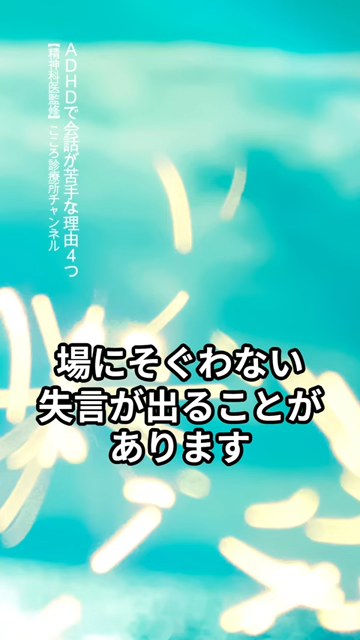 ADHDで会話が苦手な理由4つ
【精神科医監修】こころ診療所チャンネル
場にそぐわない
失言が出ることが
あります